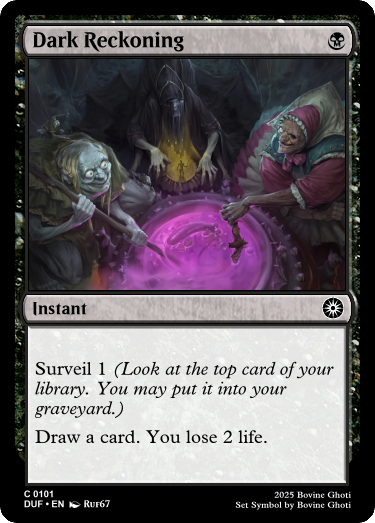 Dark Reckoning
Instant
Surveil 1 (Look at the top card of your
library. You may put it into your
graveyard.)
Draw a card. You lose 2 life.
C 0101
DUF • EN Ruf67
2025 Bovine Ghoti
Set Symbol by Bovine Ghoti